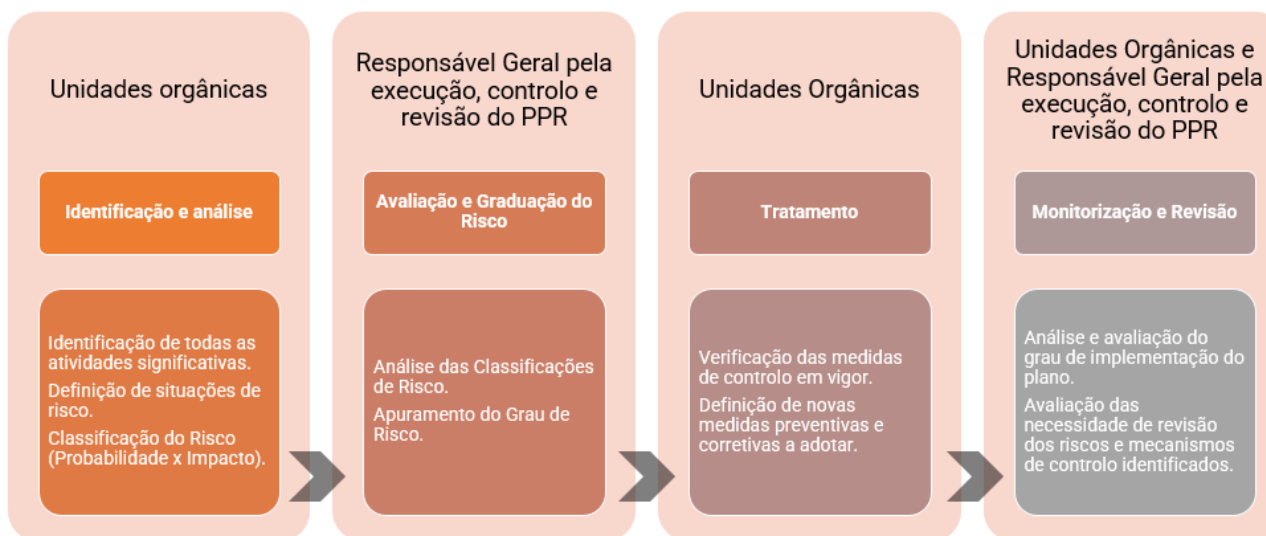 Unidades orgânicas
Identificação e análise
Identificação de todas as
atividades significativas.
Definição de situações de
risco.
Classificação do Risco
(Probabilidade x Impacto).
Responsável Geral pela
execução, controlo e
revisão do PPR
Avaliação e Graduação do
Risco
Análise das Classificações
de Risco.
Apuramento do Grau de
Risco.
Unidades Orgânicas
Tratamento
Verificação das medidas
de controlo em vigor.
Definição de novas
medidas preventivas e
corretivas a adotar.
Unidades Orgânicas e
Responsável Geral pela
execução, controlo e
revisão do PPR
Monitorização e Revisão
Análise e avaliação do
grau de implementação do
plano.
Avaliação das
necessidade de revisão
dos riscos e mecanismos
de controlo identificados.